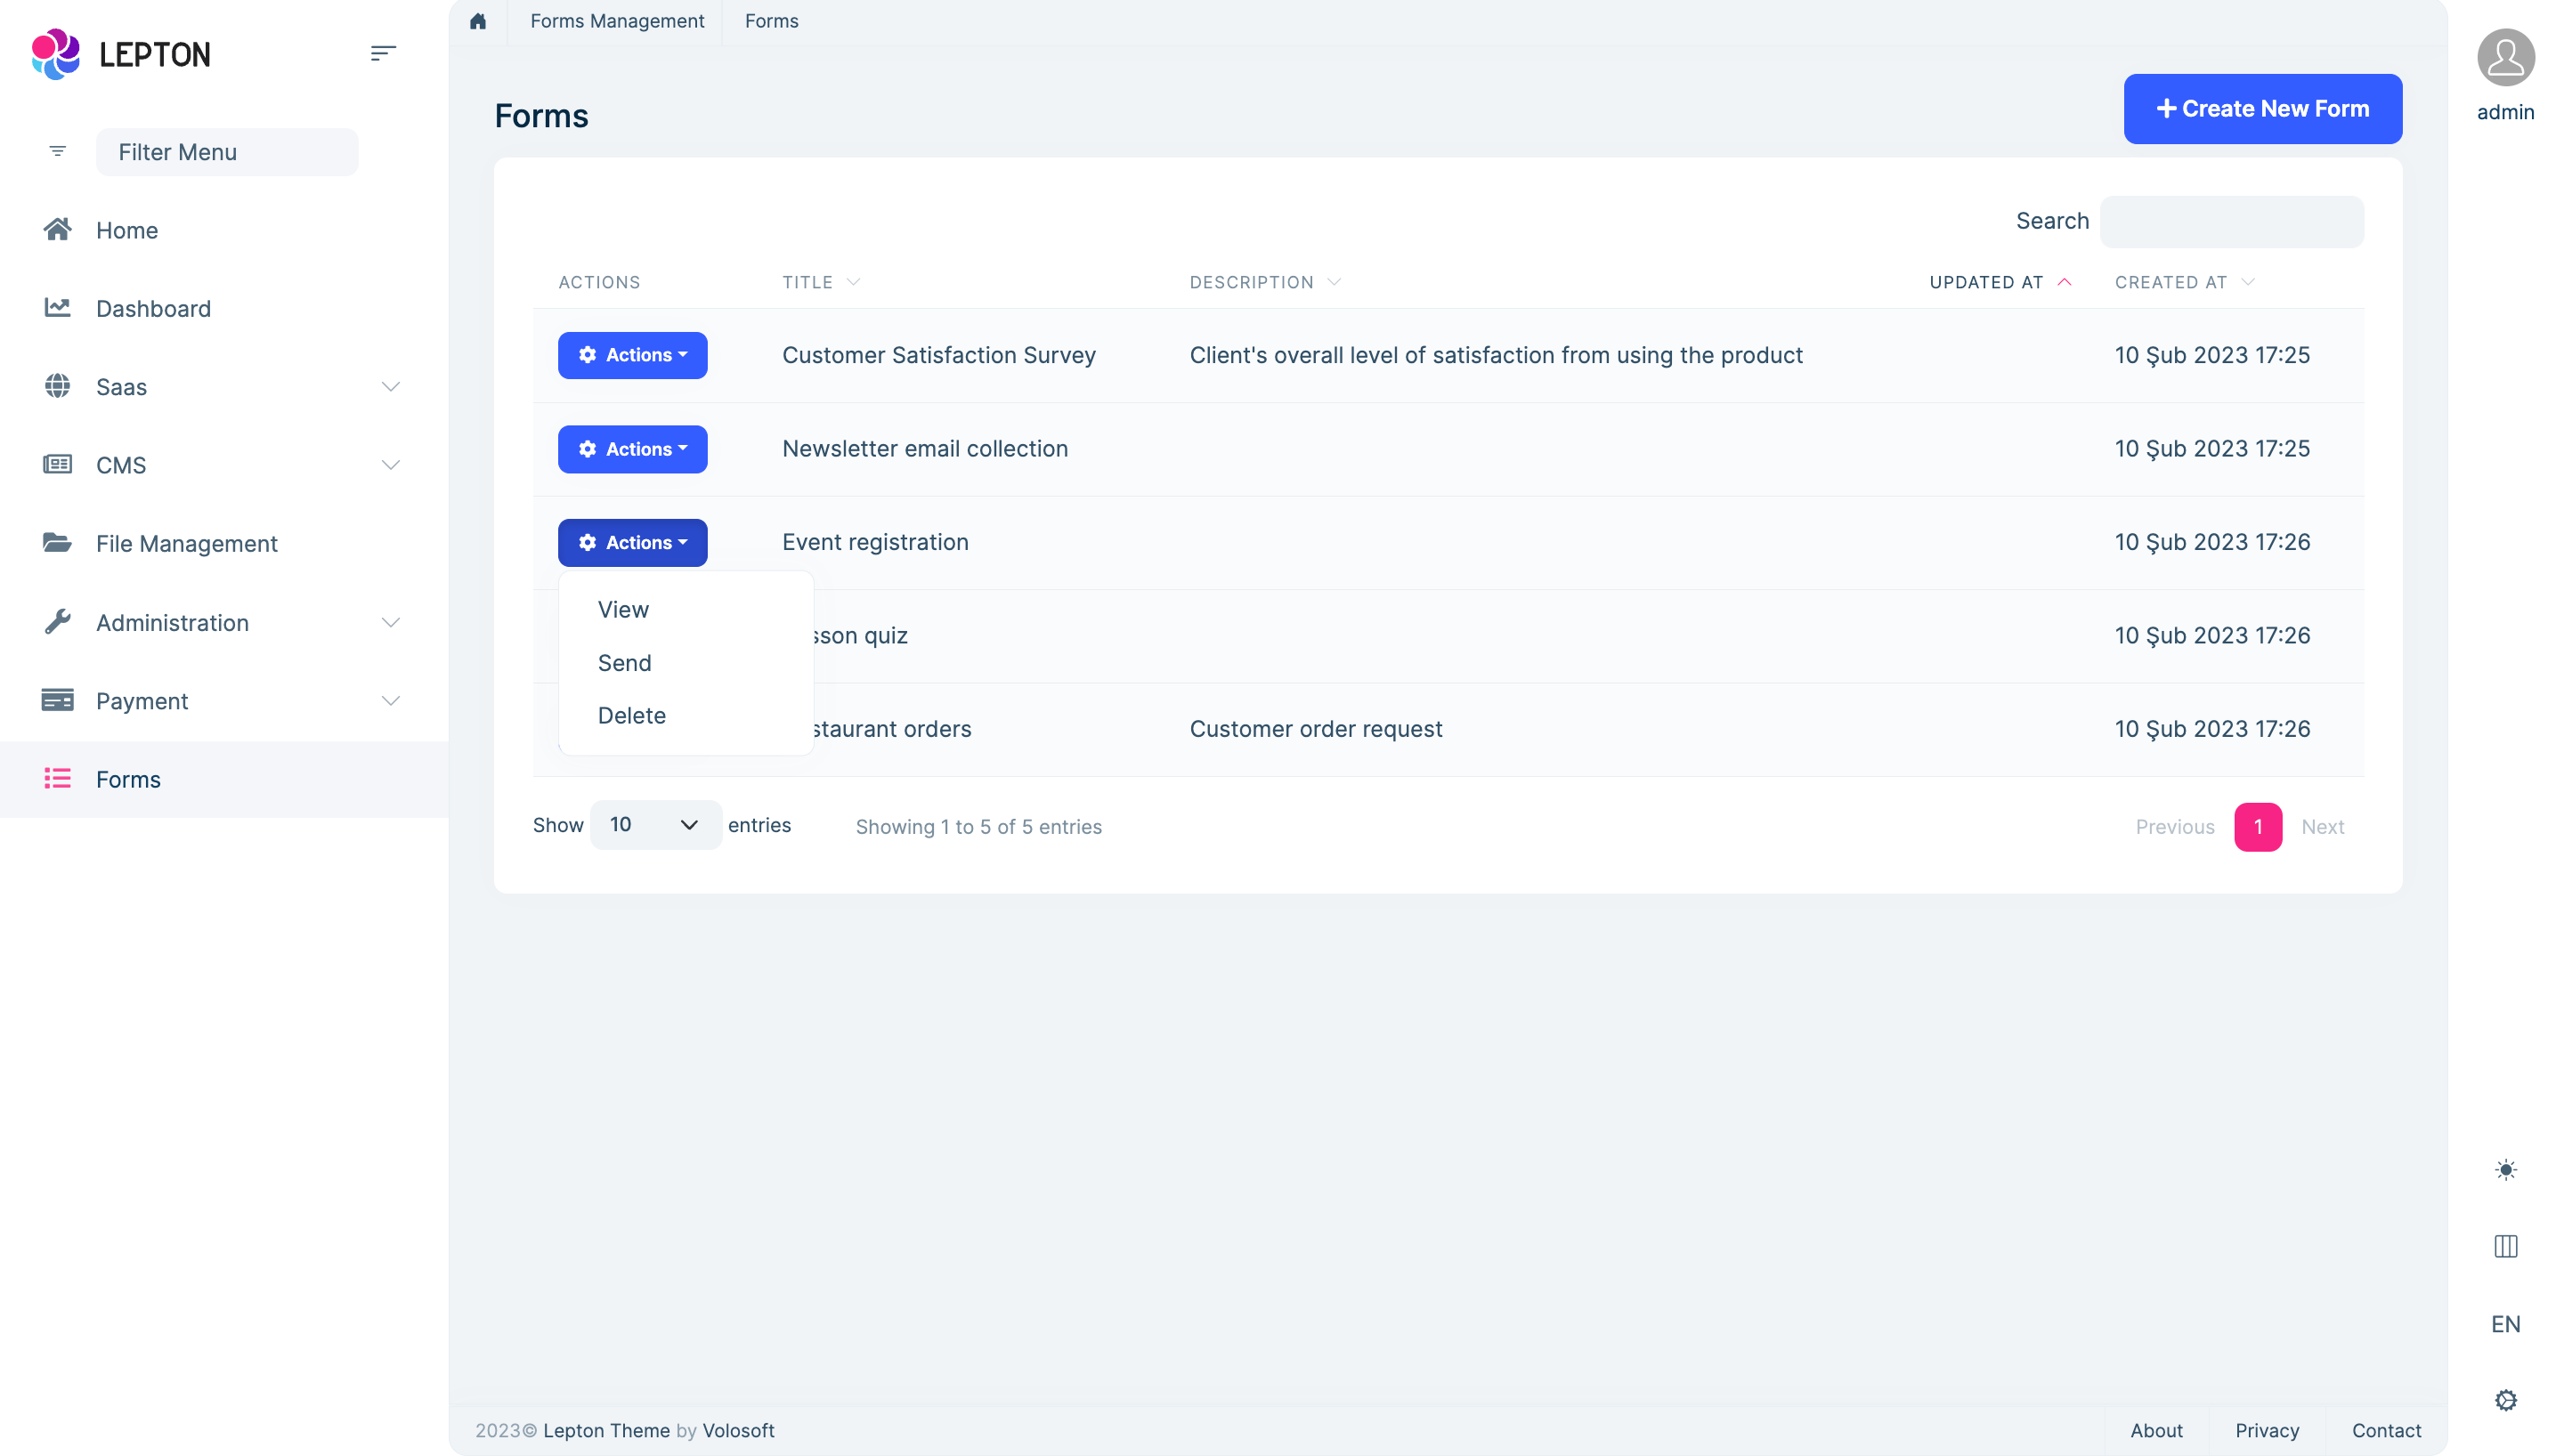 LEPTON
Forms Management Forms
admin
Filter Menu
Home
Dashboard
Saas
CMS
File Management
Administration
Payment
Forms
Forms
+ Create New Form
Search
ACTIONS TITLE DESCRIPTION UPDATED AT CREATED AT
Actions Customer Satisfaction Survey Client's overall level of satisfaction from using the product 10 Şub 2023 17:25
Actions Newsletter email collection 10 Şub 2023 17:25
Actions Event registration 10 Şub 2023 17:26
View
Send
Delete
quiz 10 Şub 2023 17:26
orders Customer order request 10 Şub 2023 17:26
Show 10 entries Showing 1 to 5 of 5 entries Previous 1 Next
EN
2023© Lepton Theme by Volosoft About Privacy Contact